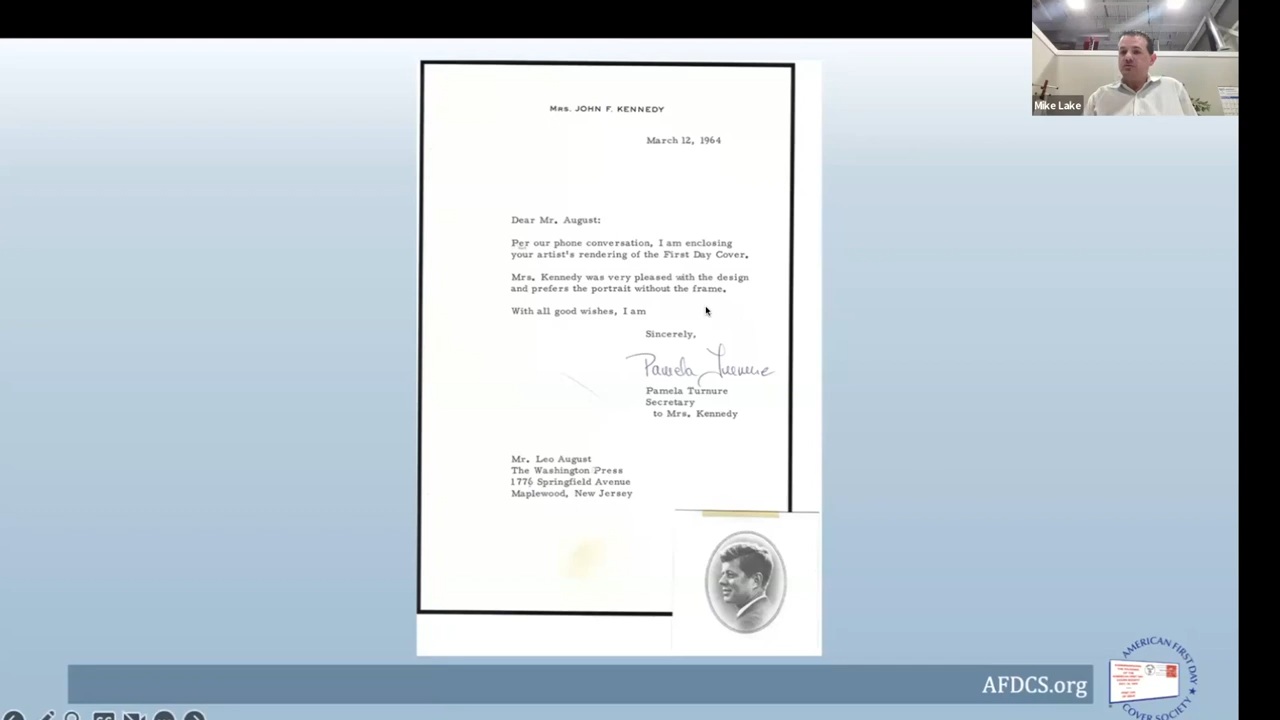 Mrs. JOHN F. KENNEDY
March 12, 1964
Dear Mr. August:
Per our phone conversation, I am enclosing
your artist's rendering of the First Day Cover.
Mrs. Kennedy was very pleased with the design
and prefers the portrait without the frame.
With all good wishes, I am
Sincerely,
Pamela Turnure
Pamela Turnure
Secretary
to Mrs. Kennedy
Mr. Leo August
The Washington Press
1776 Springfield Avenue
Maplewood, New Jersey
Mike Lake
AFDCS.org
AMERICAN FIRST DAY
COVER SOCIETY